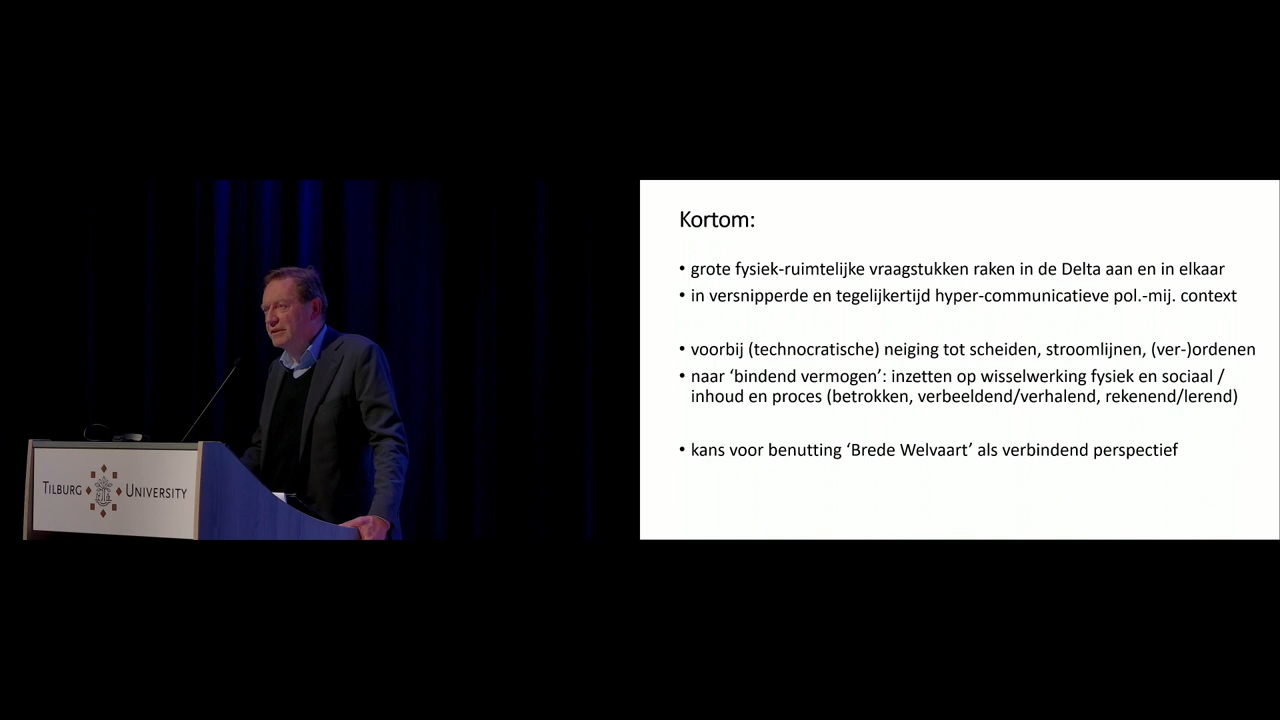 TILBURG UNIVERSITY
Kortom:
• grote fysiek-ruimtelijke vraagstukken raken in de Delta aan en in elkaar
• in versnipperde en tegelijkertijd hyper-communicatieve pol.-mij. context
• voorbij (technocratische) neiging tot scheiden, stroomlijnen, (ver-)ordenen
• naar ‘bindend vermogen’: inzetten op wisselwerking fysiek en sociaal /
inhoud en proces (betrokken, verbeeldend/verhalend, rekenend/lerend)
• kans voor benutting ‘Brede Welvaart’ als verbindend perspectief